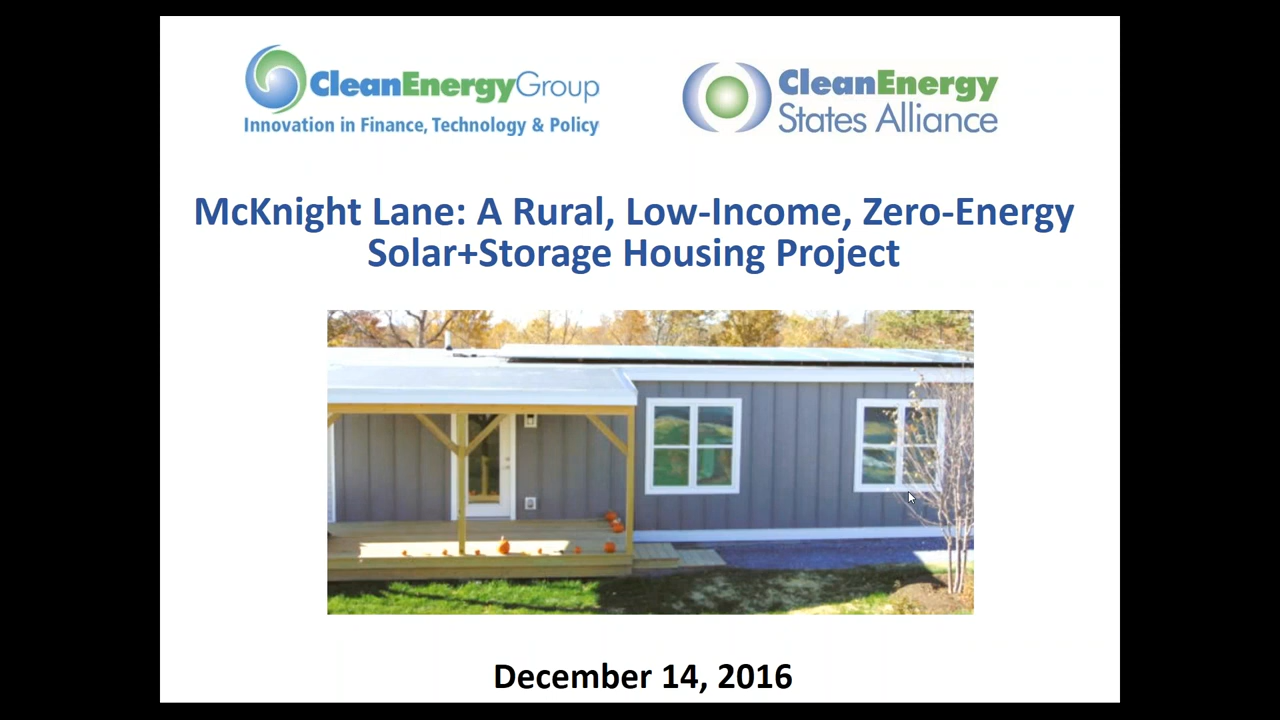 CleanEnergyGroup
Innovation in Finance, Technology & Policy
CleanEnergy
States Alliance
McKnight Lane: A Rural, Low-Income, Zero-Energy
Solar+Storage Housing Project
December 14, 2016